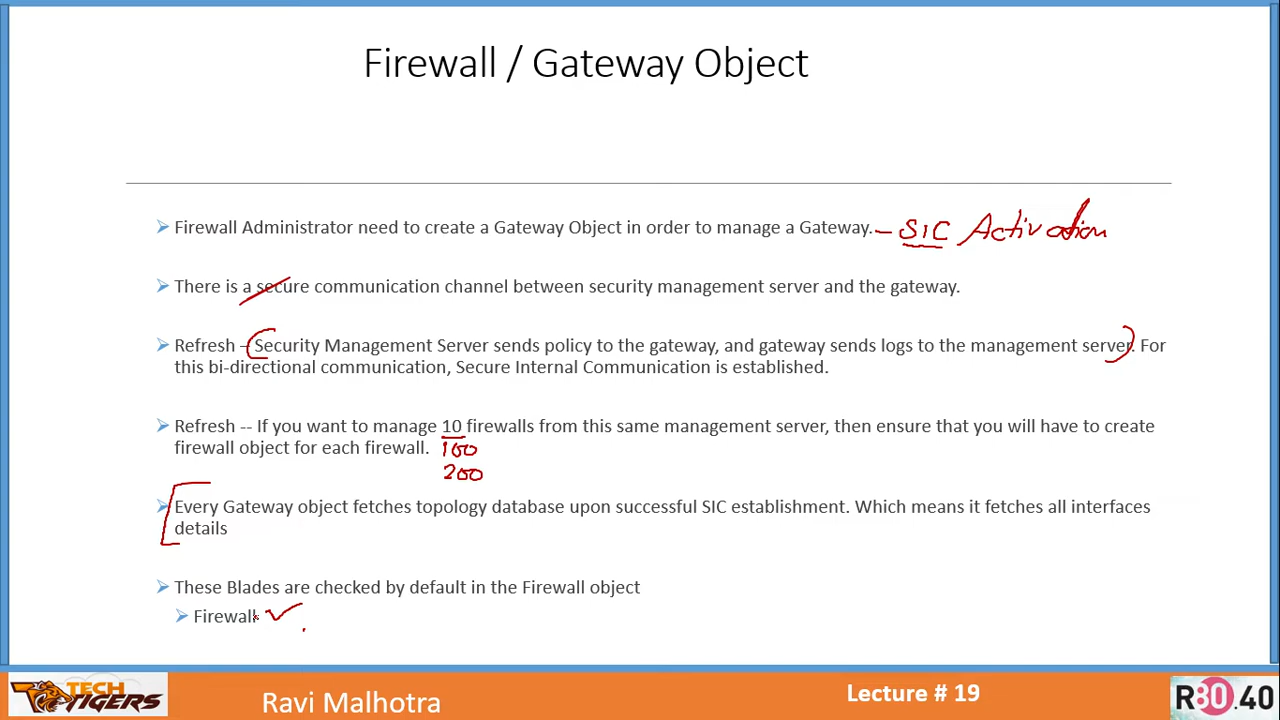 Firewall / Gateway Object
Firewall Administrator need to create a Gateway Object in order to manage a Gateway. – SIC Activation
There is a secure communication channel between security management server and the gateway.
Refresh – Security Management Server sends policy to the gateway, and gateway sends logs to the management server. For
this bi-directional communication, Secure Internal Communication is established.
Refresh -- If you want to manage 10 firewalls from this same management server, then ensure that you will have to create
firewall object for each firewall. 100
200
Every Gateway object fetches topology database upon successful SIC establishment. Which means it fetches all interfaces
details
These Blades are checked by default in the Firewall object
Firewall
TECH
TIGERS
Ravi Malhotra
Lecture # 19
R80.40